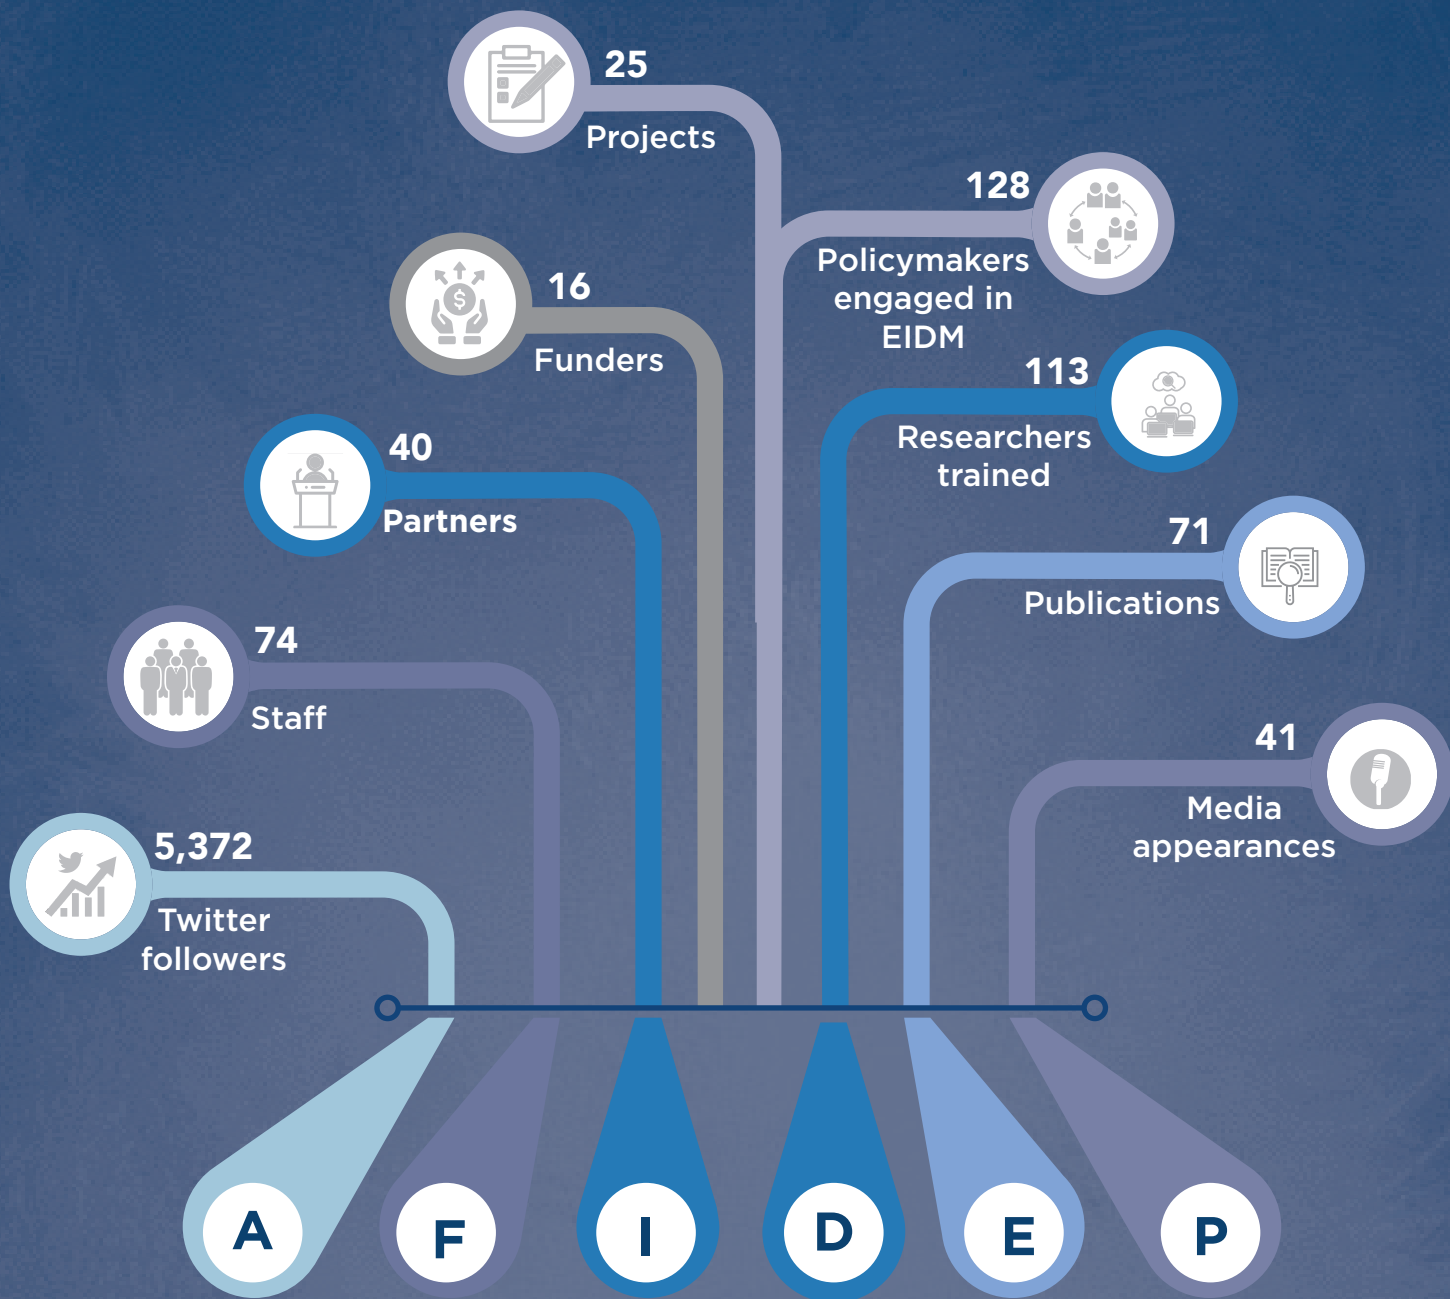 25
Projects
128
Policymakers
engaged in
EIDM
16
Funders
113
Researchers
trained
40
Partners
71
Publications
74
Staff
41
Media
appearances
5,372
Twitter
followers
A F I D E P